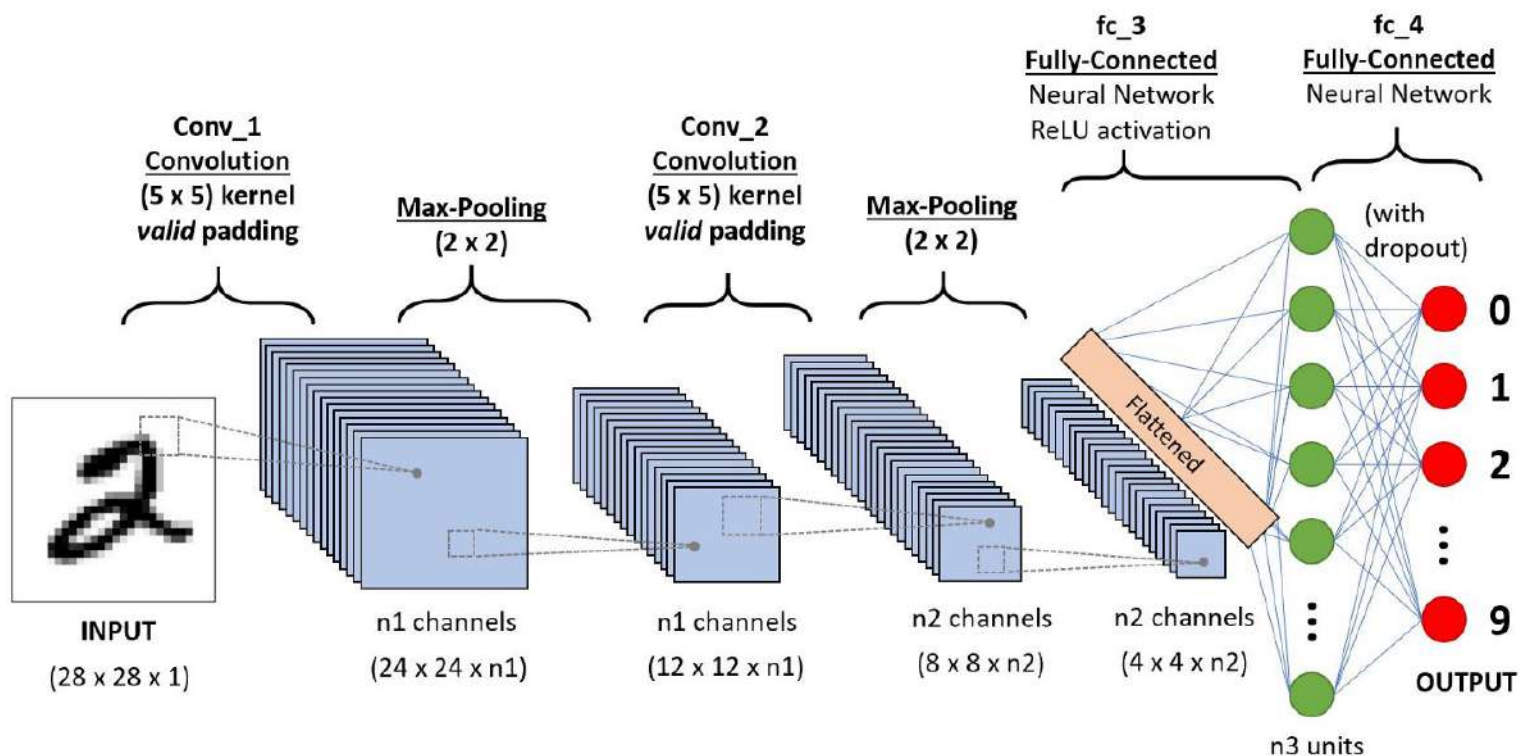 fc_3
Fully-Connected
Neural Network
ReLU activation
fc_4
Fully-Connected
Neural Network
Conv_1
Convolution
(5 x 5) kernel
valid padding
Max-Pooling
(2 x 2)
Conv_2
Convolution
(5 x 5) kernel
valid padding
Max-Pooling
(2 x 2)
(with
dropout)
Flattened
0
1
2
...
9
...
INPUT
(28 x 28 x 1)
n1 channels
(24 x 24 x n1)
n1 channels
(12 x 12 x n1)
n2 channels
(8 x 8 x n2)
n2 channels
(4 x 4 x n2)
OUTPUT
n3 units